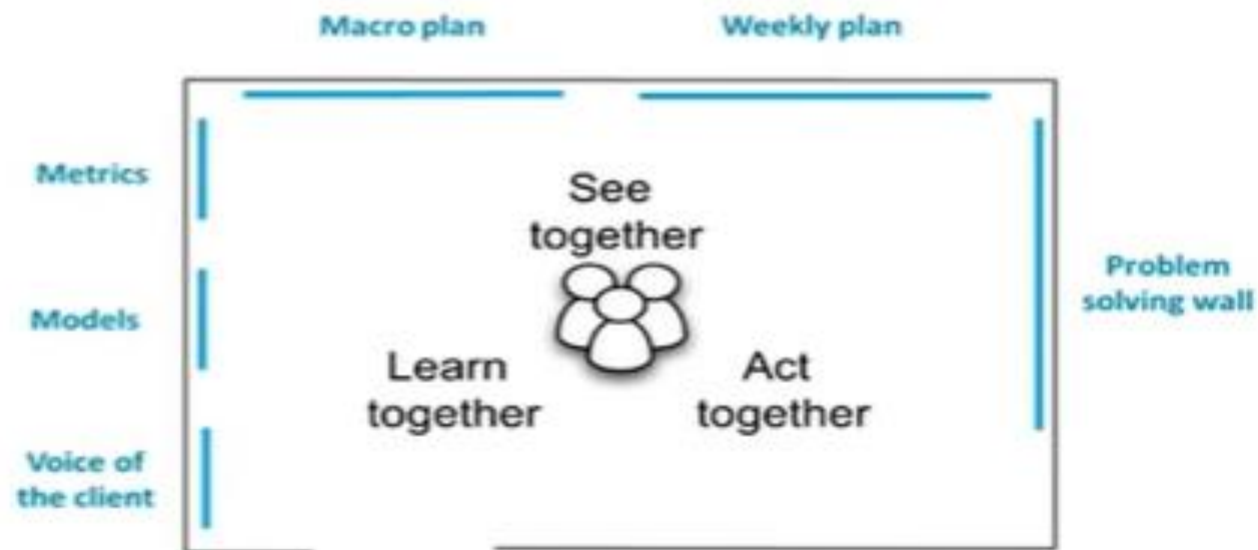 Macro plan
Weekly plan
Metrics
See
together
Problem
solving wall
Models
Learn
together
Act
together
Voice of
the client